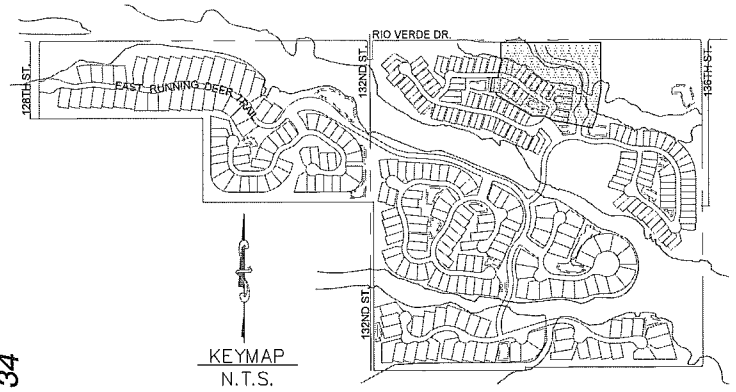 RIO VERDE DR.
128TH ST.
132ND ST.
136TH ST.
EAST RUNNING DEER TRAIL
132ND ST.
KEYMAP
N.T.S.
34